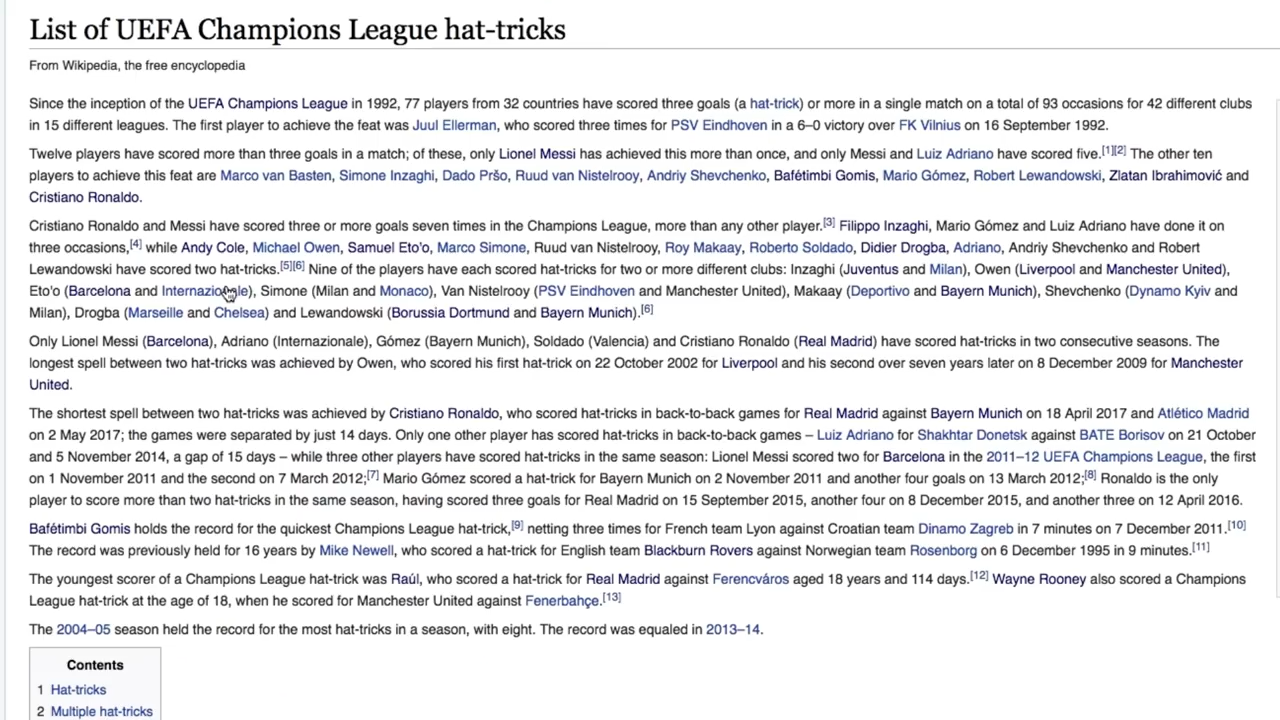 List of UEFA Champions League hat-tricks
From Wikipedia, the free encyclopedia
Since the inception of the UEFA Champions League in 1992, 77 players from 32 countries have scored three goals (a hat-trick) or more in a single match on a total of 93 occasions for 42 different clubs
in 15 different leagues. The first player to achieve the feat was Juul Ellerman, who scored three times for PSV Eindhoven in a 6–0 victory over FK Vilnius on 16 September 1992.
Twelve players have scored more than three goals in a match; of these, only Lionel Messi has achieved this more than once, and only Messi and Luiz Adriano have scored five.[1][2] The other ten
players to achieve this feat are Marco van Basten, Simone Inzaghi, Dado Pršo, Ruud van Nistelrooy, Andriy Shevchenko, Bafétimbi Gomis, Mario Gómez, Robert Lewandowski, Zlatan Ibrahimović and
Cristiano Ronaldo.
Cristiano Ronaldo and Messi have scored three or more goals seven times in the Champions League, more than any other player.[3] Filippo Inzaghi, Mario Gómez and Luiz Adriano have done it on
three occasions,[4] while Andy Cole, Michael Owen, Samuel Eto'o, Marco Simone, Ruud van Nistelrooy, Roy Makaay, Roberto Soldado, Didier Drogba, Adriano, Andriy Shevchenko and Robert
Lewandowski have scored two hat-tricks.[5][6] Nine of the players have each scored hat-tricks for two or more different clubs: Inzaghi (Juventus and Milan), Owen (Liverpool and Manchester United),
Eto'o (Barcelona and Internazionale), Simone (Milan and Monaco), Van Nistelrooy (PSV Eindhoven and Manchester United), Makaay (Deportivo and Bayern Munich), Shevchenko (Dynamo Kyiv and
Milan), Drogba (Marseille and Chelsea) and Lewandowski (Borussia Dortmund and Bayern Munich).[6]
Only Lionel Messi (Barcelona), Adriano (Internazionale), Gómez (Bayern Munich), Soldado (Valencia) and Cristiano Ronaldo (Real Madrid) have scored hat-tricks in two consecutive seasons. The
longest spell between two hat-tricks was achieved by Owen, who scored his first hat-trick on 22 October 2002 for Liverpool and his second over seven years later on 8 December 2009 for Manchester
United.
The shortest spell between two hat-tricks was achieved by Cristiano Ronaldo, who scored hat-tricks in back-to-back games for Real Madrid against Bayern Munich on 18 April 2017 and Atlético Madrid
on 2 May 2017; the games were separated by just 14 days. Only one other player has scored hat-tricks in back-to-back games – Luiz Adriano for Shakhtar Donetsk against BATE Borisov on 21 October
and 5 November 2014, a gap of 15 days – while three other players have scored hat-tricks in the same season: Lionel Messi scored two for Barcelona in the 2011–12 UEFA Champions League, the first
on 1 November 2011 and the second on 7 March 2012;[7] Mario Gómez scored a hat-trick for Bayern Munich on 2 November 2011 and another four goals on 13 March 2012;[8] Ronaldo is the only
player to score more than two hat-tricks in the same season, having scored three goals for Real Madrid on 15 September 2015, another four on 8 December 2015, and another three on 12 April 2016.
Bafétimbi Gomis holds the record for the quickest Champions League hat-trick,[9] netting three times for French team Lyon against Croatian team Dinamo Zagreb in 7 minutes on 7 December 2011.[10]
The record was previously held for 16 years by Mike Newell, who scored a hat-trick for English team Blackburn Rovers against Norwegian team Rosenborg on 6 December 1995 in 9 minutes.[11]
The youngest scorer of a Champions League hat-trick was Raúl, who scored a hat-trick for Real Madrid against Ferencváros aged 18 years and 114 days.[12] Wayne Rooney also scored a Champions
League hat-trick at the age of 18, when he scored for Manchester United against Fenerbahçe.[13]
The 2004–05 season held the record for the most hat-tricks in a season, with eight. The record was equaled in 2013–14.
Contents
1 Hat-tricks
2 Multiple hat-tricks